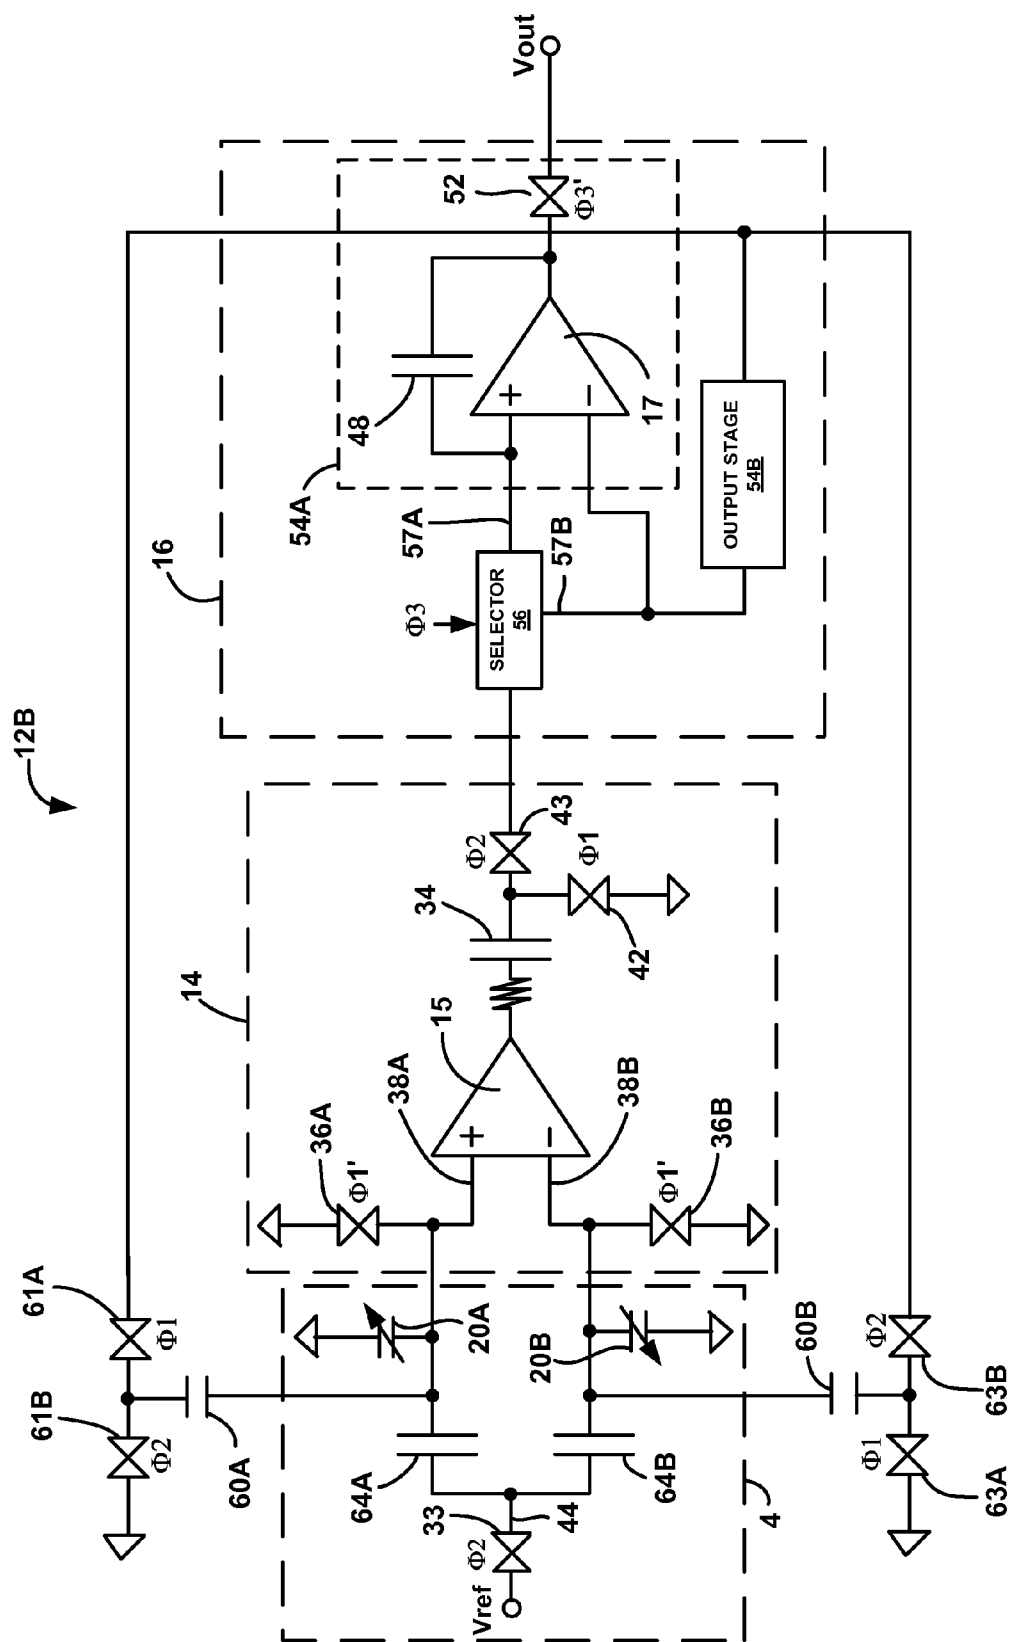 12B
16
14
54A
48
52
Vout
Φ3'
17
57A
Φ3
SELECTOR
56
57B
OUTPUT STAGE
54B
34
Φ2
43
Φ1
42
15
38A
38B
36A
Φ1'
36B
Φ1'
61A
Φ1
61B
Φ2
60A
20A
20B
64A
64B
33
44
Φ2
Vref
4
60B
Φ2
63B
Φ1
63A